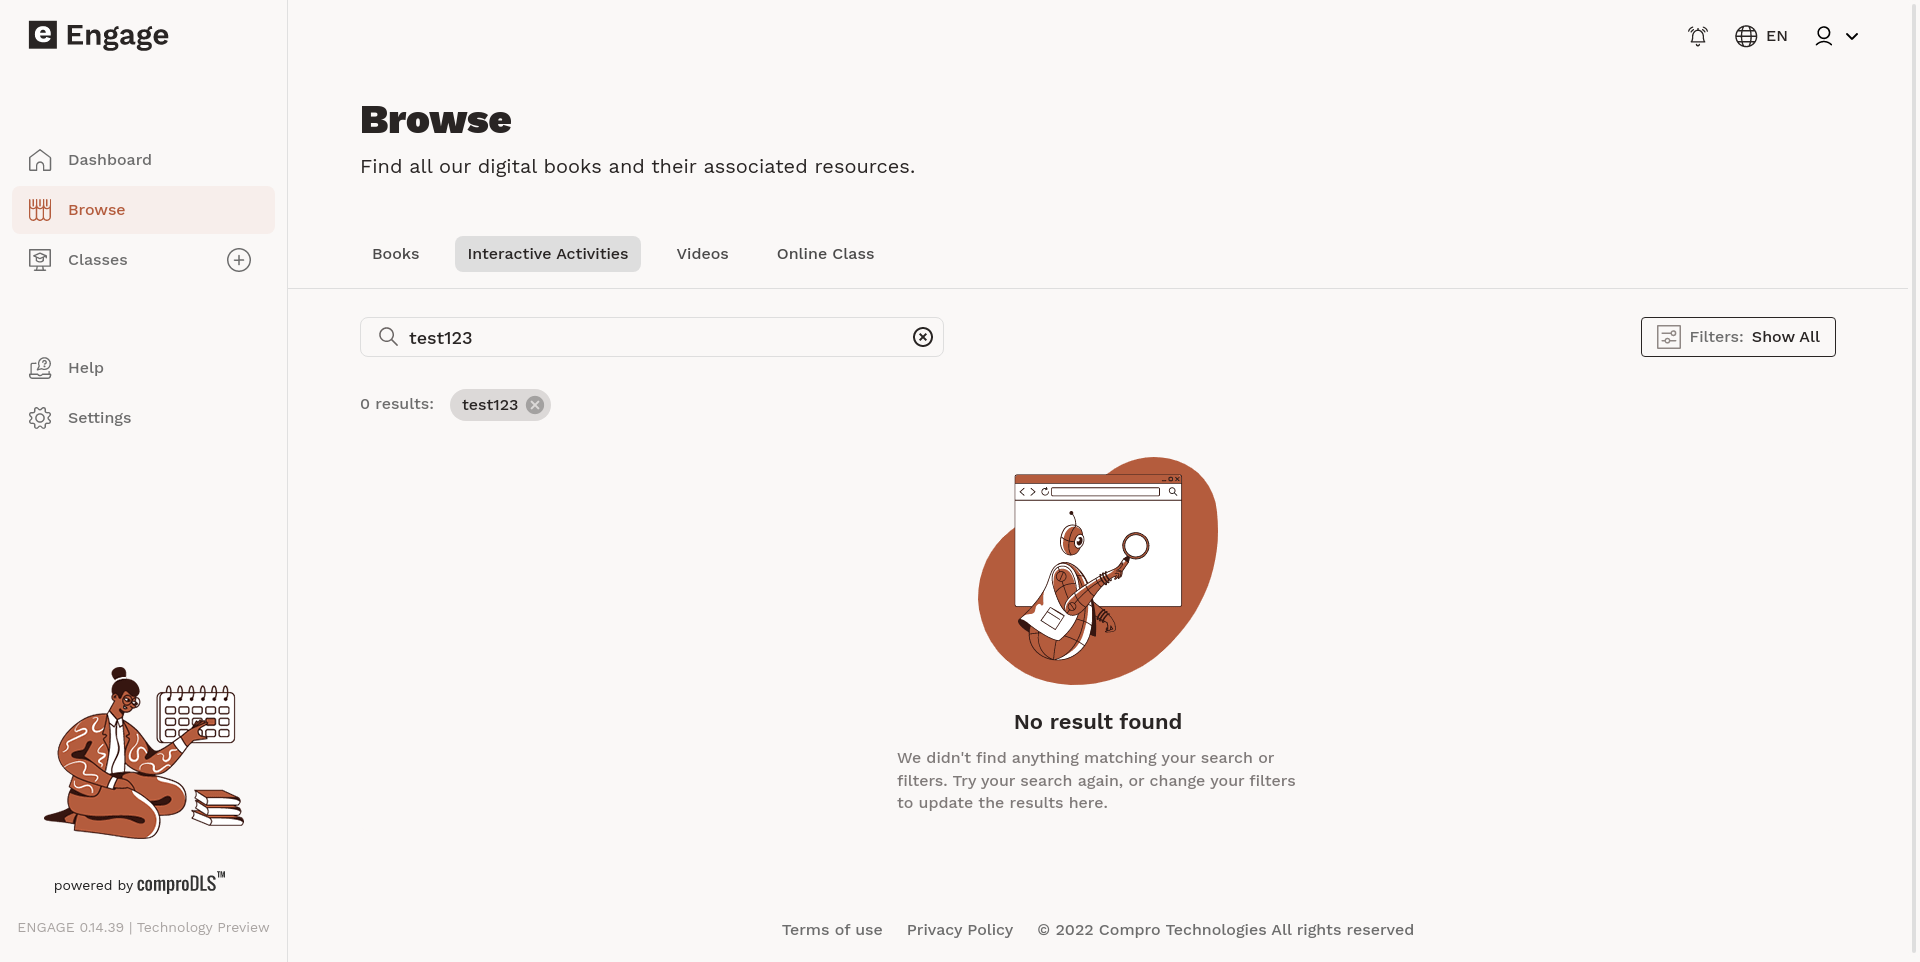 e Engage
EN
Dashboard
Browse
Classes
Help
Settings
powered by comproDLS™
ENGAGE 0.14.39 | Technology Preview
Browse
Find all our digital books and their associated resources.
Books Interactive Activities Videos Online Class
test123
Filters: Show All
0 results: test123
No result found
We didn't find anything matching your search or
filters. Try your search again, or change your filters
to update the results here.
Terms of use Privacy Policy © 2022 Compro Technologies All rights reserved